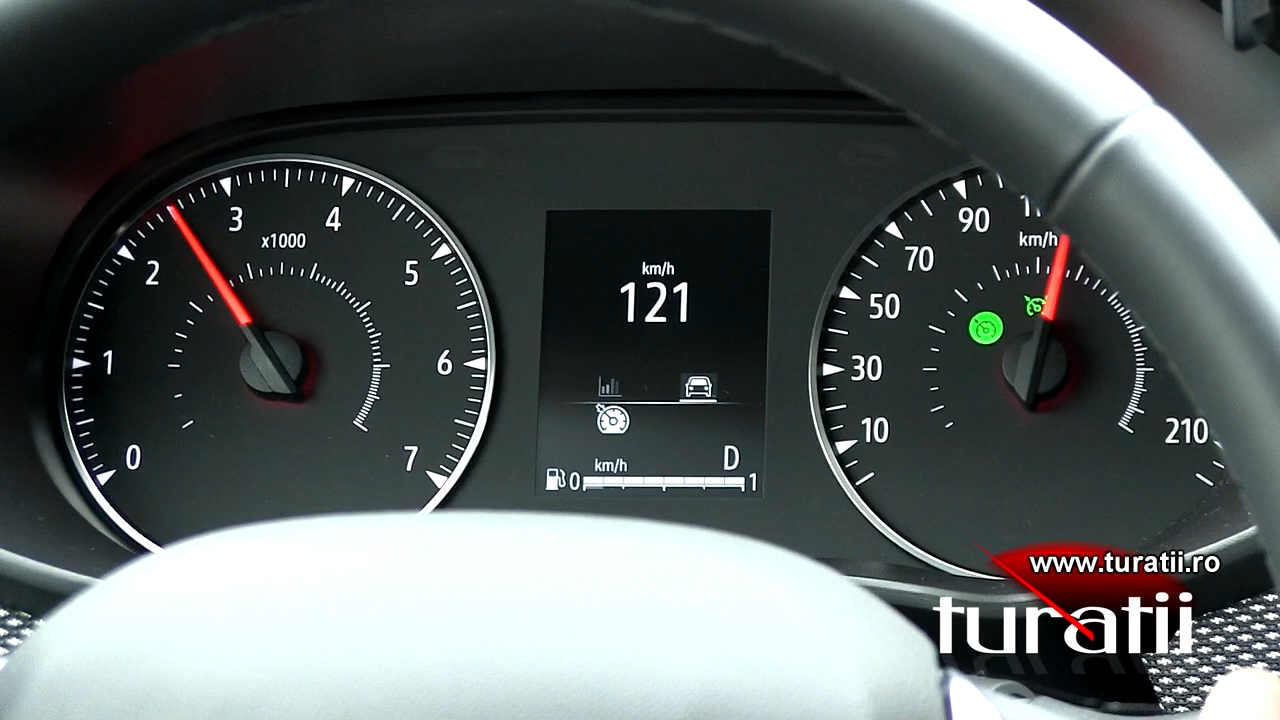 0
1
2
3
4
5
6
7
x1000
km/h
121
km/h
D
0
1
10
30
50
70
90
km/h
210
www.turatii.ro
turatii